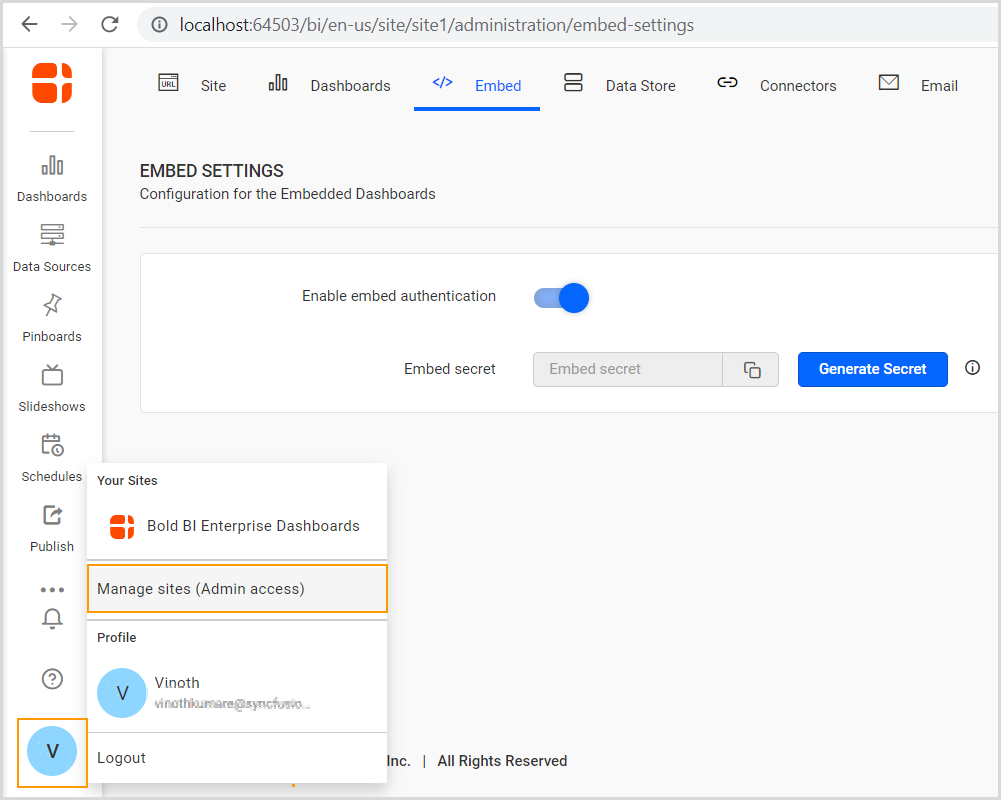 localhost:64503/bi/en-us/site/site1/administration/embed-settings
URL Site Dashboards </> Embed Data Store Connectors Email
EMBED SETTINGS
Configuration for the Embedded Dashboards
Enable embed authentication
Embed secret Embed secret Generate Secret
Dashboards
Data Sources
Pinboards
Slideshows
Schedules
Publish
V
Your Sites
Bold BI Enterprise Dashboards
Manage sites (Admin access)
Profile
V Vinoth
Logout
Inc. | All Rights Reserved